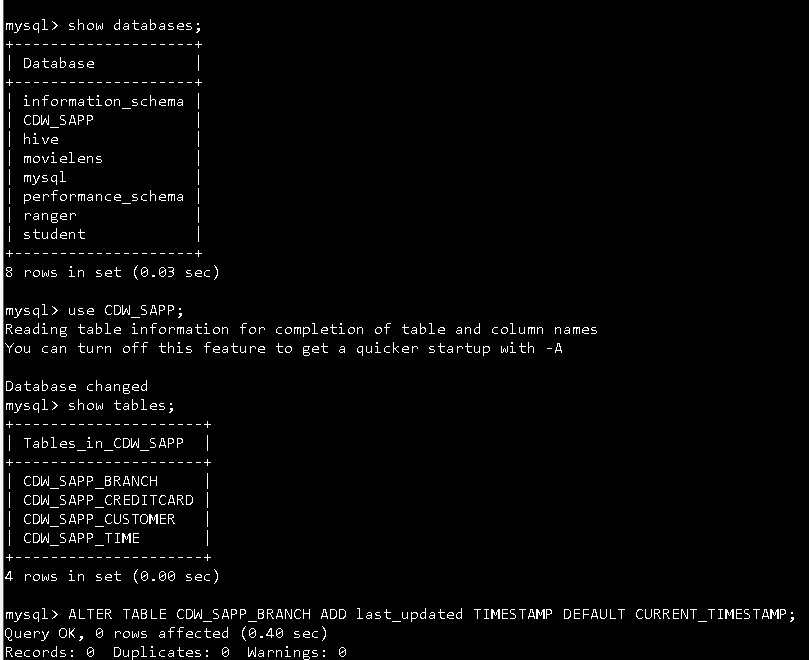 mysql> show databases;
+--------------------+
| Database           |
+--------------------+
| information_schema |
| CDW_SAPP           |
| hive               |
| movielens          |
| mysql              |
| performance_schema |
| ranger             |
| student            |
+--------------------+
8 rows in set (0.03 sec)

mysql> use CDW_SAPP;
Reading table information for completion of table and column names
You can turn off this feature to get a quicker startup with -A

Database changed
mysql> show tables;
+---------------------+
| Tables_in_CDW_SAPP  |
+---------------------+
| CDW_SAPP_BRANCH     |
| CDW_SAPP_CREDITCARD |
| CDW_SAPP_CUSTOMER   |
| CDW_SAPP_TIME       |
+---------------------+
4 rows in set (0.00 sec)

mysql> ALTER TABLE CDW_SAPP_BRANCH ADD last_updated TIMESTAMP DEFAULT CURRENT_TIMESTAMP;
Query OK, 0 rows affected (0.40 sec)
Records: 0  Duplicates: 0  Warnings: 0